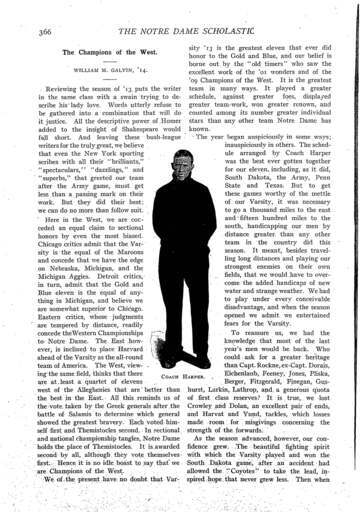 366
THE NOTRE DAME SCHOLASTIC
The Champions of the West.
WILLIAM M. GALVIN, '14.
Reviewing the season of '13 puts the writer
in the same class with a swain trying to de-
scribe his lady love. Words utterly refuse to
be gathered into a combination that will do
it justice. All the descriptive power of Homer
added to the insight of Shakespeare would
fall short. And leaving these bush-league
writers for the truly great, we believe
that even the New York sporting
scribes with all their "brilliants,"
"spectaculars," "dazzlings," and
"superbs," that greeted our team
after the Army game, must get
less than a passing mark on their
work. But they did their best;
we can do no more than follow suit.
Here in the West, we are con-
ceded an equal claim to sectional
honors by even the most biased.
Chicago critics admit that the Var-
sity is the equal of the Maroons
and concede that we have the edge
on Nebraska, Michigan, and the
Michigan Aggies. Detroit critics,
in turn, admit that the Gold and
Blue eleven is the equal of any-
thing in Michigan, and believe we
are somewhat superior to Chicago.
Eastern critics, whose judgments
are tempered by distance, readily
concede the Western Championships
to Notre Dame. The East how-
ever, is inclined to place Harvard
ahead of the Varsity as the all-round
team of America. The West, view-
ing the same field, thinks that there
are at least a quartet of elevens
west of the Alleghenies that are better than
the best in the East. All this reminds us of
the vote taken by the Greek generals after the
battle of Salamis to determine which general
showed the greatest bravery. Each voted him-
self first and Themistocles second. In sectional
and national championship tangles, Notre Dame
holds the place of Themistocles. It is awarded
second by all, although they vote themselves
first. Hence it is no idle boast to say that we
are Champions of the West.
We of the present have no doubt that Var-
sity '13 is the greatest eleven that ever did
honor to the Gold and Blue, and our belief is
borne out by the "old timers" who saw the
excellent work of the '01 wonders and of the
'09 Champions of the West. It is the greatest
team in many ways. It played a greater
schedule, against greater foes, displayed
greater team-work, won greater renown, and
counted among its number greater individual
stars than any other team Notre Dame has
known.
The year began auspiciously in some ways;
inauspiciously in others. The sched-
ule arranged by Coach Harper
was the best ever gotten together
for our eleven, including, as it did,
South Dakota, the Army, Penn
State and Texas. But to get
these games worthy of the mettle
of our Varsity, it was necessary
to go a thousand miles to the east
and fifteen hundred miles to the
south, handicapping our men by
distance greater than any other
team in the country did this
season. It meant, besides travel-
ling long distances and playing our
strongest enemies on their own
fields, that we would have to over-
come the added handicaps of new
water and strange weather. We had
to play under every conceivable
disadvantage, and when the season
opened we admit we entertained
fears for the Varsity.
To reassure us, we had the
knowledge that most of the last
year's men would be back. Who
could ask for a greater heritage
than Capt. Rockne, ex-Capt. Dorais,
Eichenlaub, Feeney, Jones, Pliska,
Berger, Fitzgerald, Finegan, Gus-
hurst, Larkin, Lathrop, and a generous quota
of first class reserves? It is true, we lost
Crowley and Dolan, an excellent pair of ends,
and Harvat and Yund, tackles, which losses
made room for misgivings concerning the
strength of the forwards.
As the season advanced, however, our con-
fidence grew. The beautiful fighting spirit
with which the Varsity played and won the
South Dakota game, after an accident had
allowed the "Coyotes" to take the lead, in-
spired hope that never grew less. Then when
COACH HARPER.